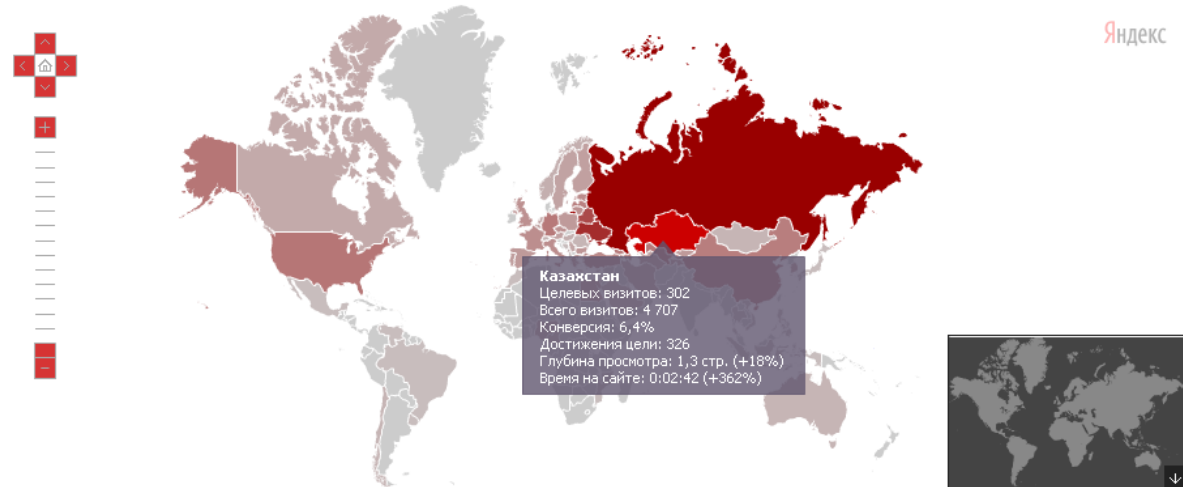 Яндекс
Казахстан
Целевых визитов: 302
Всего визитов: 4 707
Конверсия: 6,4%
Достижения цели: 326
Глубина просмотра: 1,3 стр. (+18%)
Время на сайте: 0:02:42 (+362%)